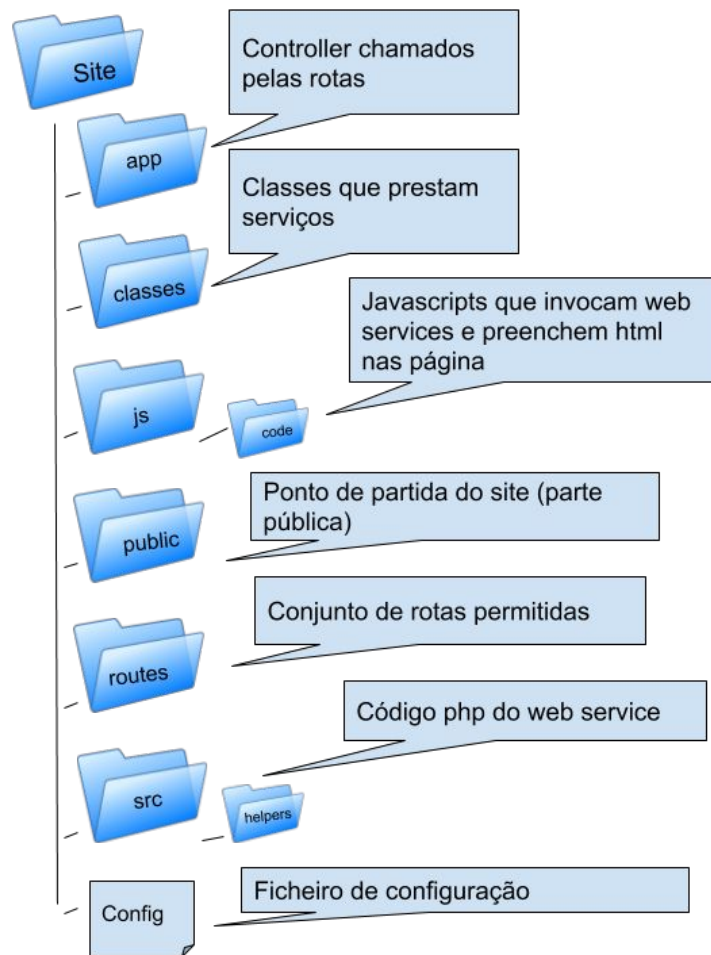 Site
Controller chamados
pelas rotas
app
Classes que prestam
serviços
classes
Javascripts que invocam web
services e preenchem html
nas página
js
code
Ponto de partida do site (parte
pública)
public
Conjunto de rotas permitidas
routes
Código php do web service
src
helpers
Ficheiro de configuração
Config